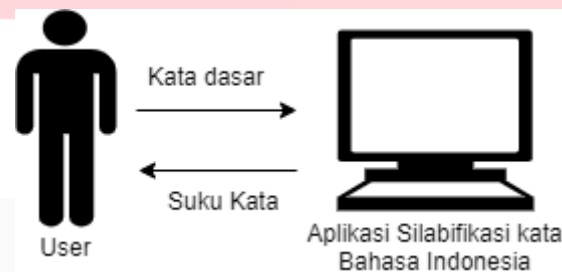 Kata dasar
Suku Kata
User
Aplikasi Silabifikasi kata
Bahasa Indonesia